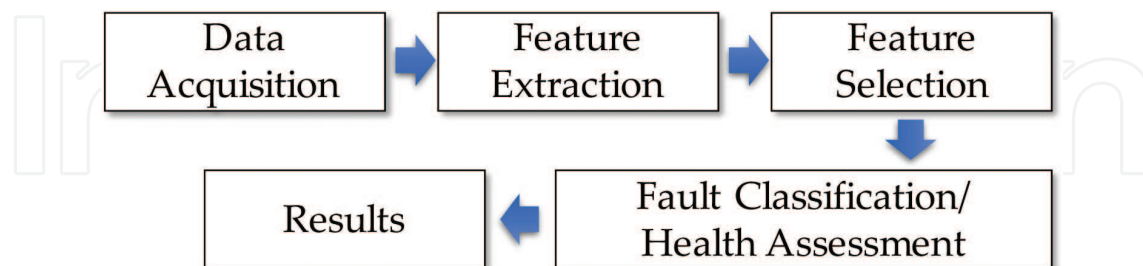 Data
Acquisition
Feature
Extraction
Feature
Selection
Fault Classification/
Health Assessment
Results